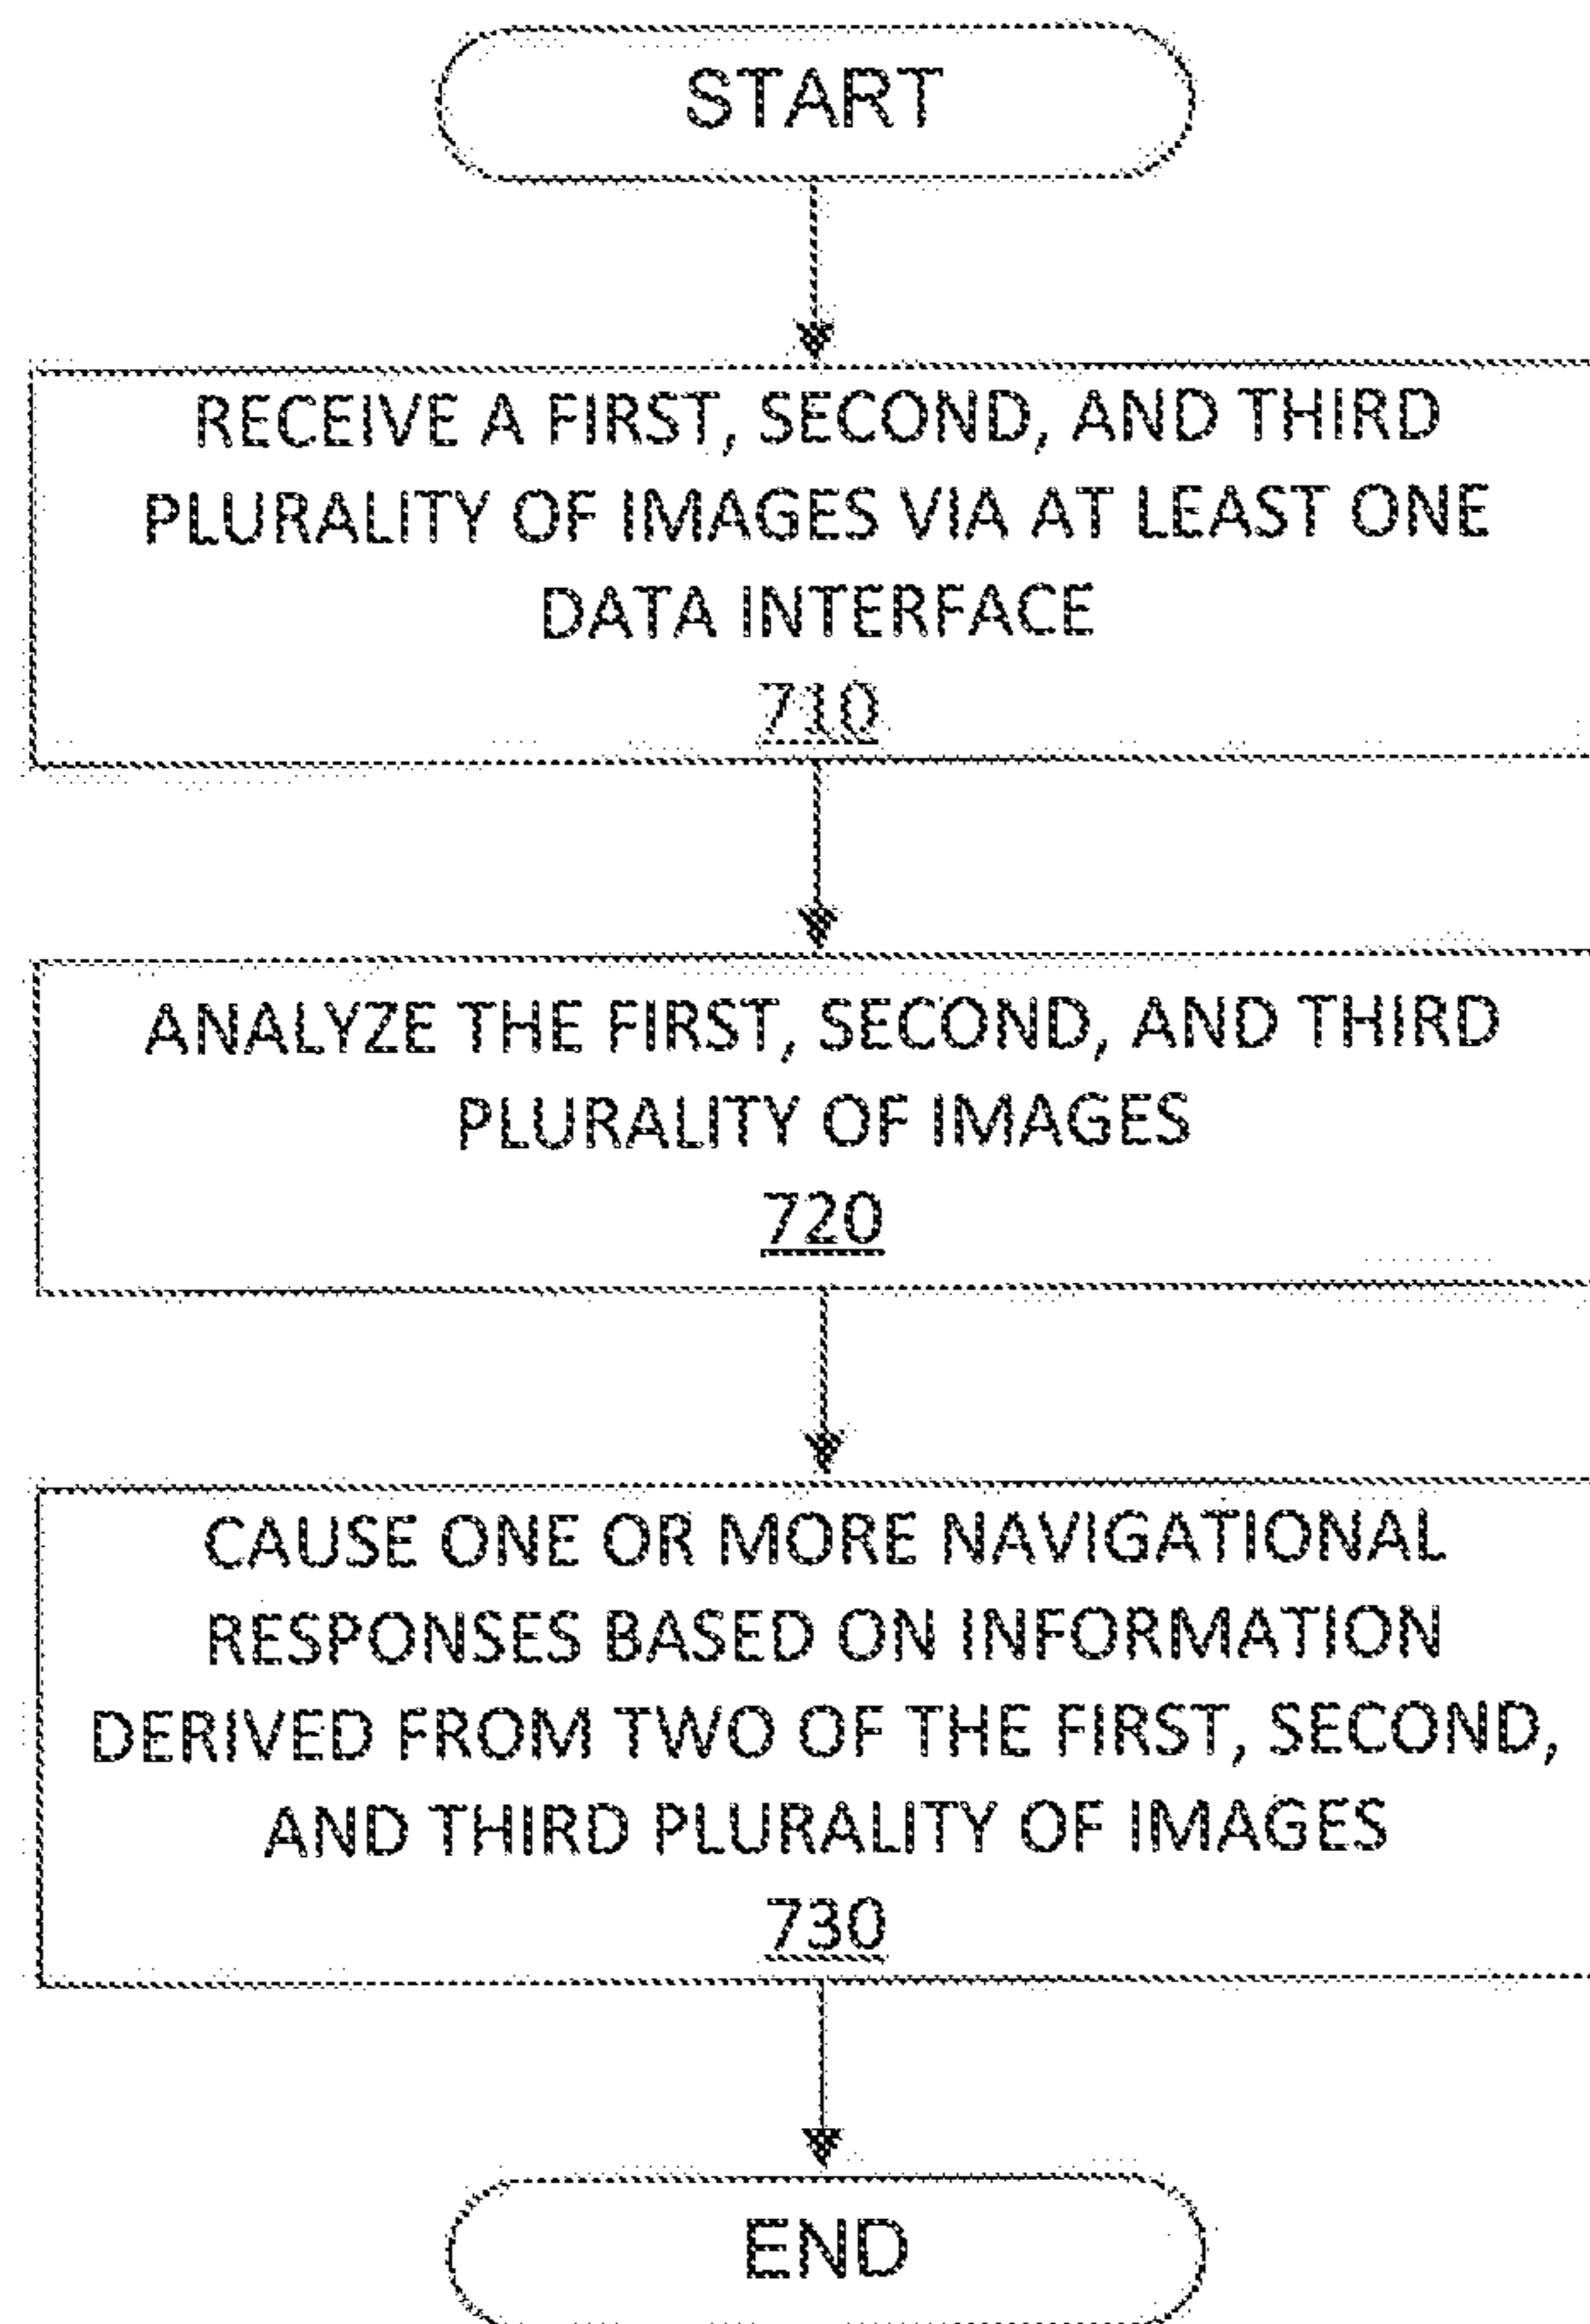 START
RECEIVE A FIRST, SECOND, AND THIRD
PLURALITY OF IMAGES VIA AT LEAST ONE
DATA INTERFACE
710
ANALYZE THE FIRST, SECOND, AND THIRD
PLURALITY OF IMAGES
720
CAUSE ONE OR MORE NAVIGATIONAL
RESPONSES BASED ON INFORMATION
DERIVED FROM TWO OF THE FIRST, SECOND,
AND THIRD PLURALITY OF IMAGES
730
END